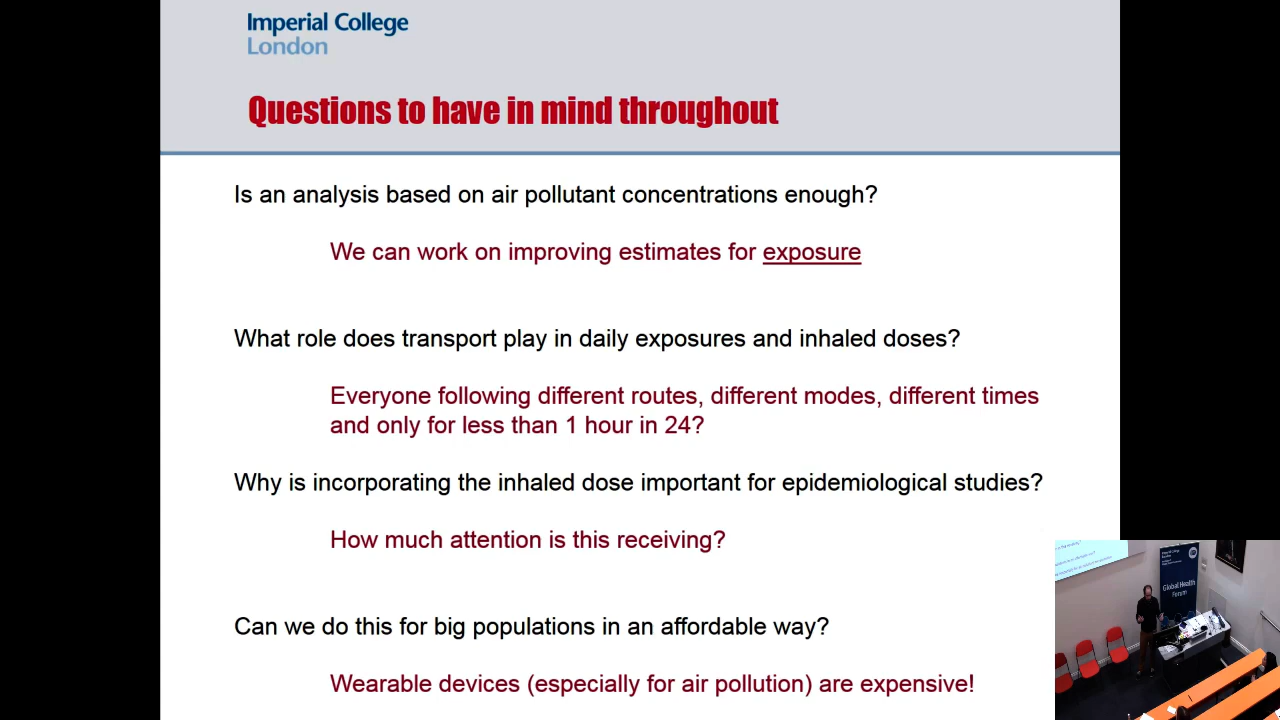 Imperial College
London
Questions to have in mind throughout
Is an analysis based on air pollutant concentrations enough?
We can work on improving estimates for exposure
What role does transport play in daily exposures and inhaled doses?
Everyone following different routes, different modes, different times
and only for less than 1 hour in 24?
Why is incorporating the inhaled dose important for epidemiological studies?
How much attention is this receiving?
Can we do this for big populations in an affordable way?
Wearable devices (especially for air pollution) are expensive!
Global Health
Forum